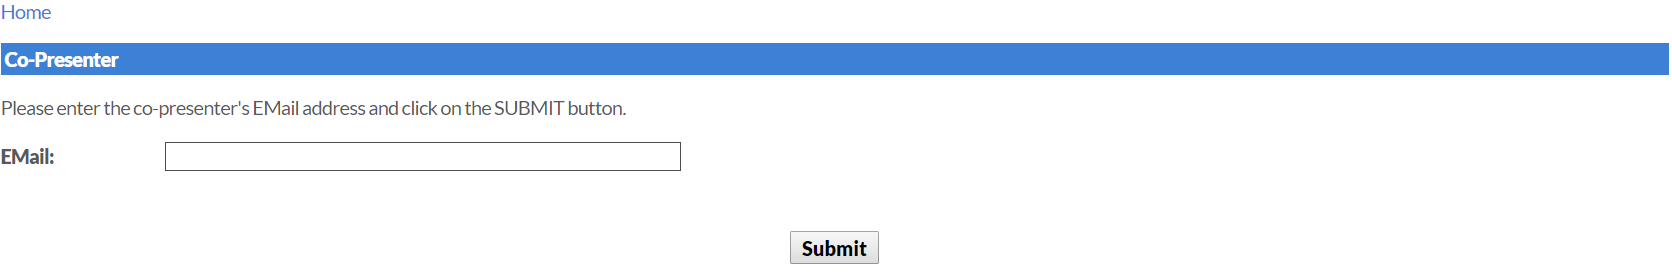 Home
Co-Presenter
Please enter the co-presenter's EMail address and click on the SUBMIT button.
EMail:
Submit